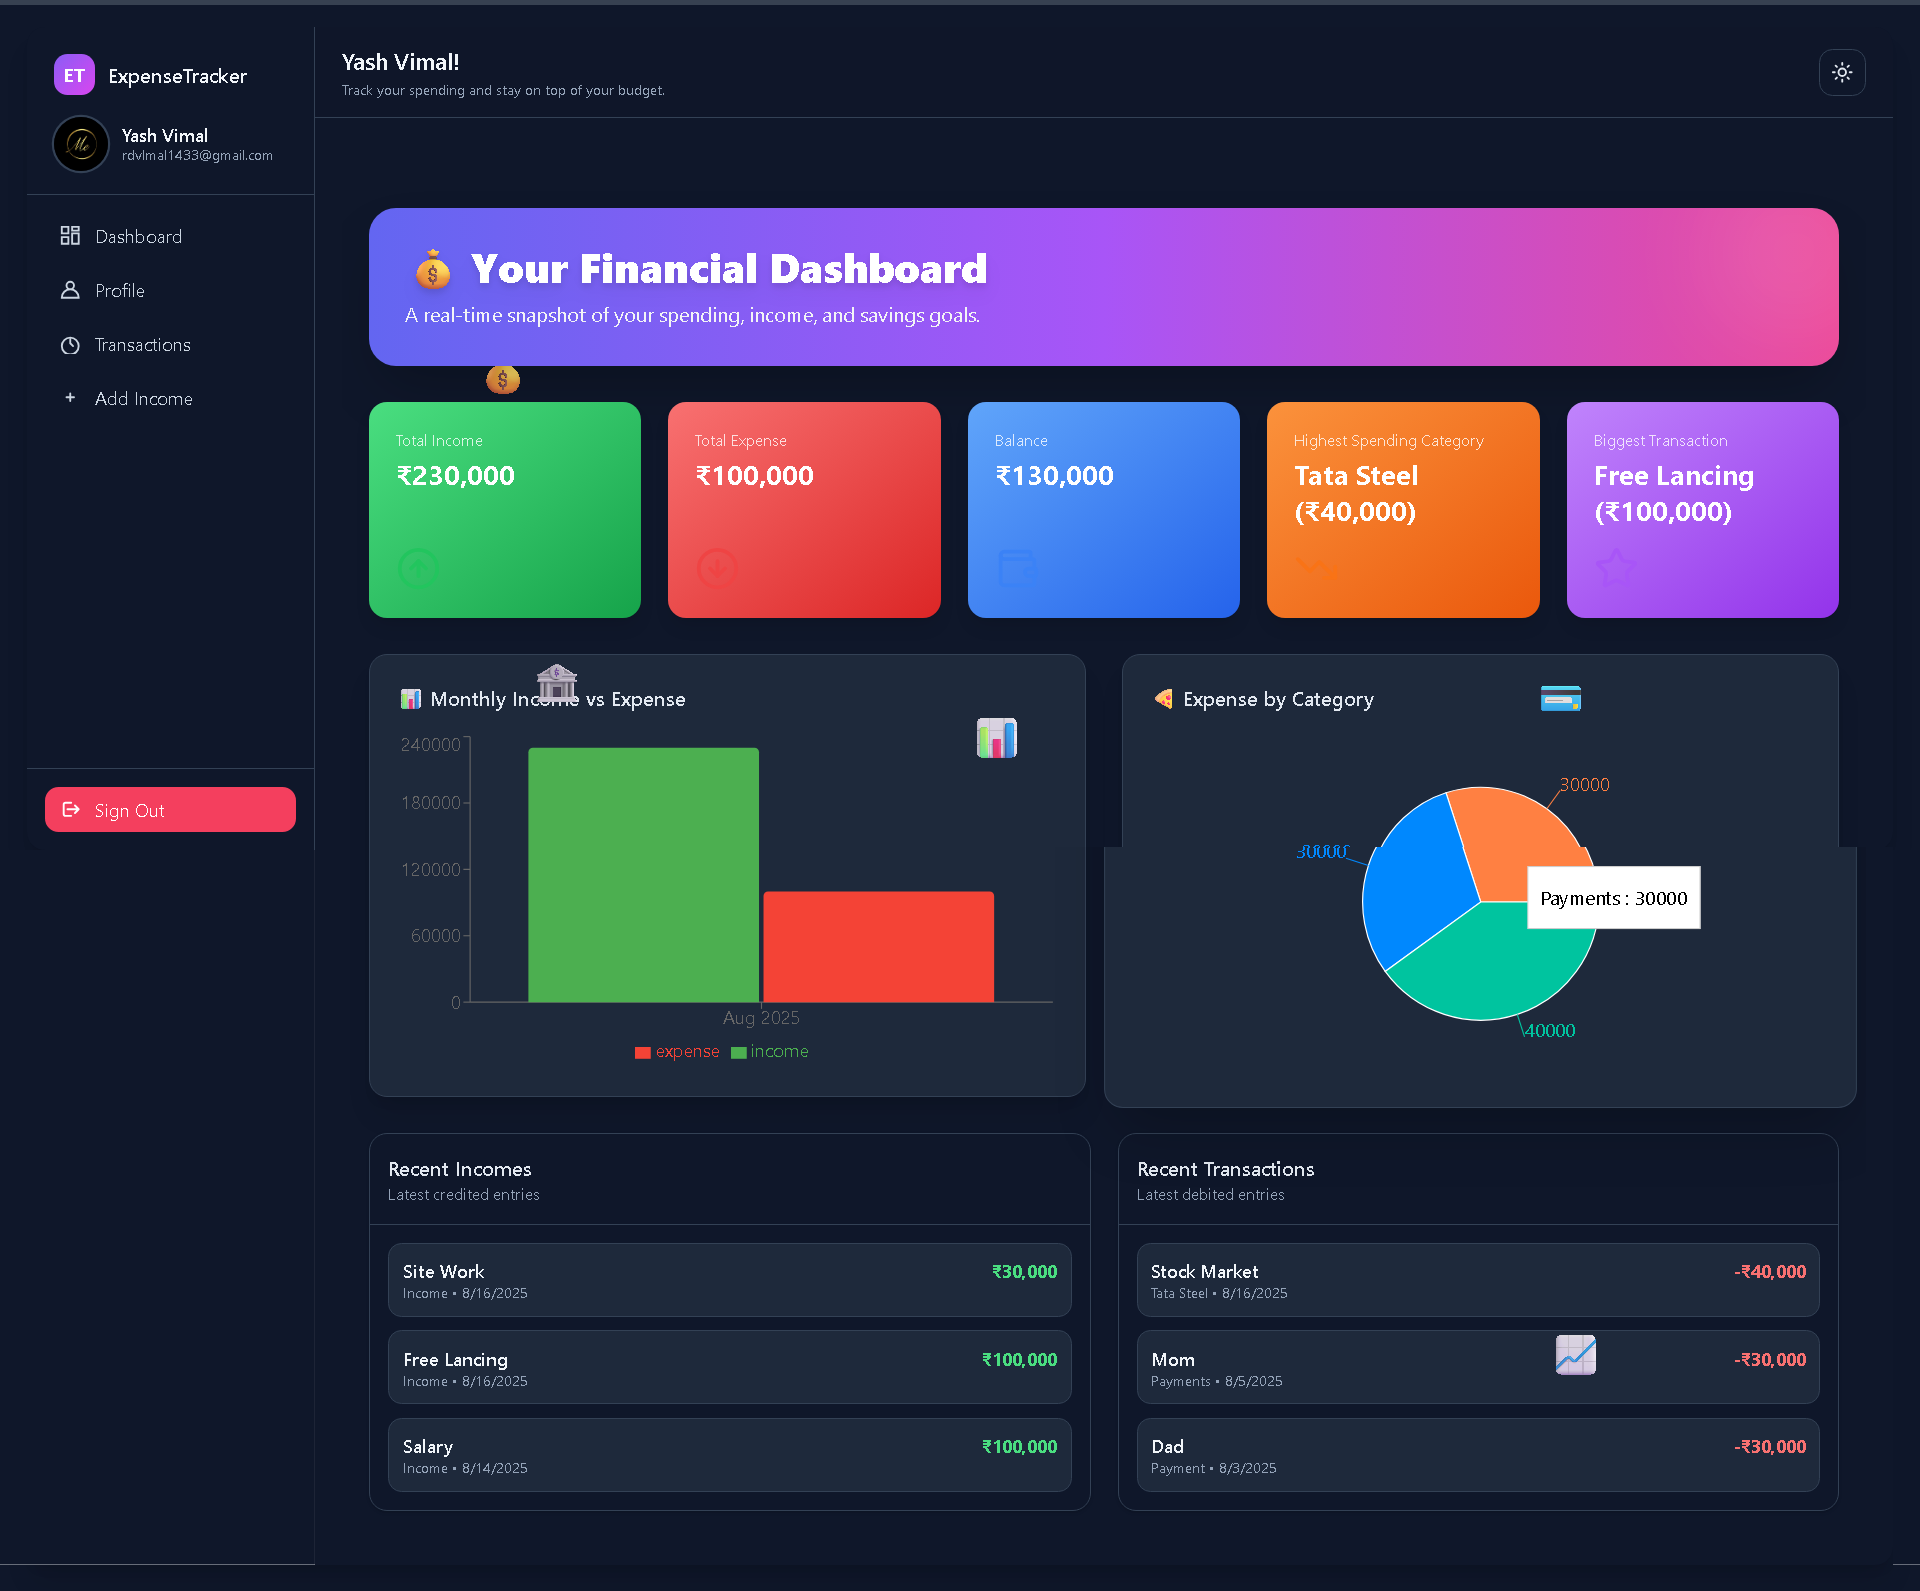 ET ExpenseTracker
Yash Vimal
rdvlmal1433@gmail.com
Dashboard
Profile
Transactions
+ Add Income
Sign Out
Yash Vimal!
Track your spending and stay on top of your budget.
Your Financial Dashboard
A real-time snapshot of your spending, income, and savings goals.
Total Income
₹230,000
Total Expense
₹100,000
Balance
₹130,000
Highest Spending Category
Tata Steel
(₹40,000)
Biggest Transaction
Free Lancing
(₹100,000)
Monthly Income vs Expense
240000
180000
120000
60000
0
Aug 2025
expense income
Expense by Category
30000
30000
Payments : 30000
40000
Recent Incomes
Latest credited entries
Site Work ₹30,000
Income • 8/16/2025
Free Lancing ₹100,000
Income • 8/16/2025
Salary ₹100,000
Income • 8/14/2025
Recent Transactions
Latest debited entries
Stock Market -₹40,000
Tata Steel • 8/16/2025
Mom -₹30,000
Payments • 8/5/2025
Dad -₹30,000
Payment • 8/3/2025